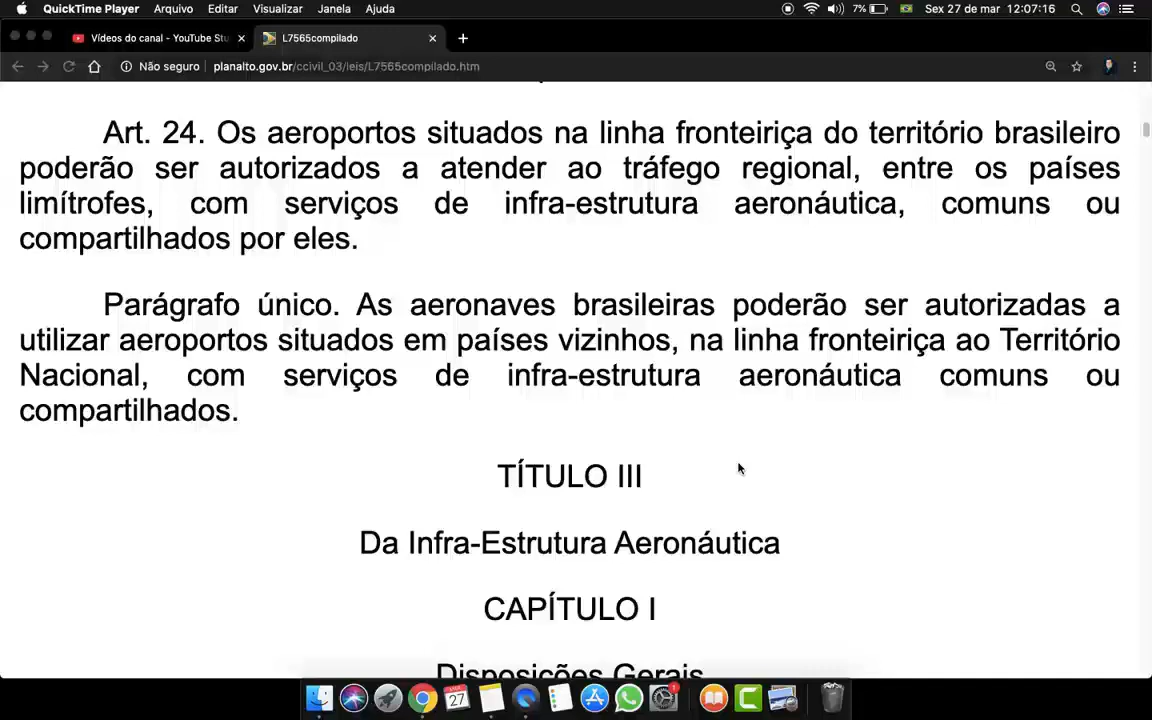 QuickTime Player Arquivo Editar Visualizar Janela Ajuda 7% Sex 27 de mar 12:07:16
Vídeos do canal - YouTube Stu × L7565compilado × +
Não seguro | planalto.gov.br/ccivil_03/leis/L7565compilado.htm
Art. 24. Os aeroportos situados na linha fronteiriça do território brasileiro
poderão ser autorizados a atender ao tráfego regional, entre os países
limítrofes, com serviços de infra-estrutura aeronáutica, comuns ou
compartilhados por eles.
Parágrafo único. As aeronaves brasileiras poderão ser autorizadas a
utilizar aeroportos situados em países vizinhos, na linha fronteiriça ao Território
Nacional, com serviços de infra-estrutura aeronáutica comuns ou
compartilhados.
TÍTULO III
Da Infra-Estrutura Aeronáutica
CAPÍTULO I
Disposições Gerais
27
1